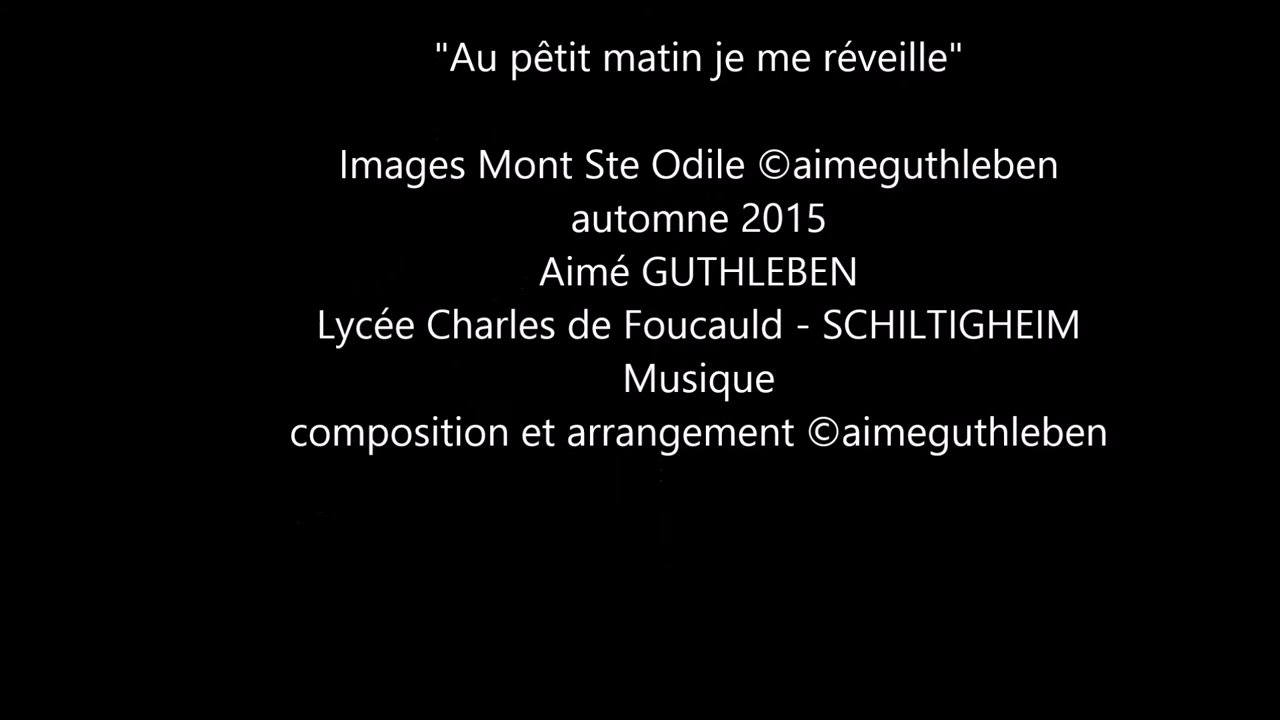 "Au pêtit matin je me réveille"
Images Mont Ste Odile ©aimeguthleben
automne 2015
Aimé GUTHLEBEN
Lycée Charles de Foucauld - SCHILTIGHEIM
Musique
composition et arrangement ©aimeguthleben